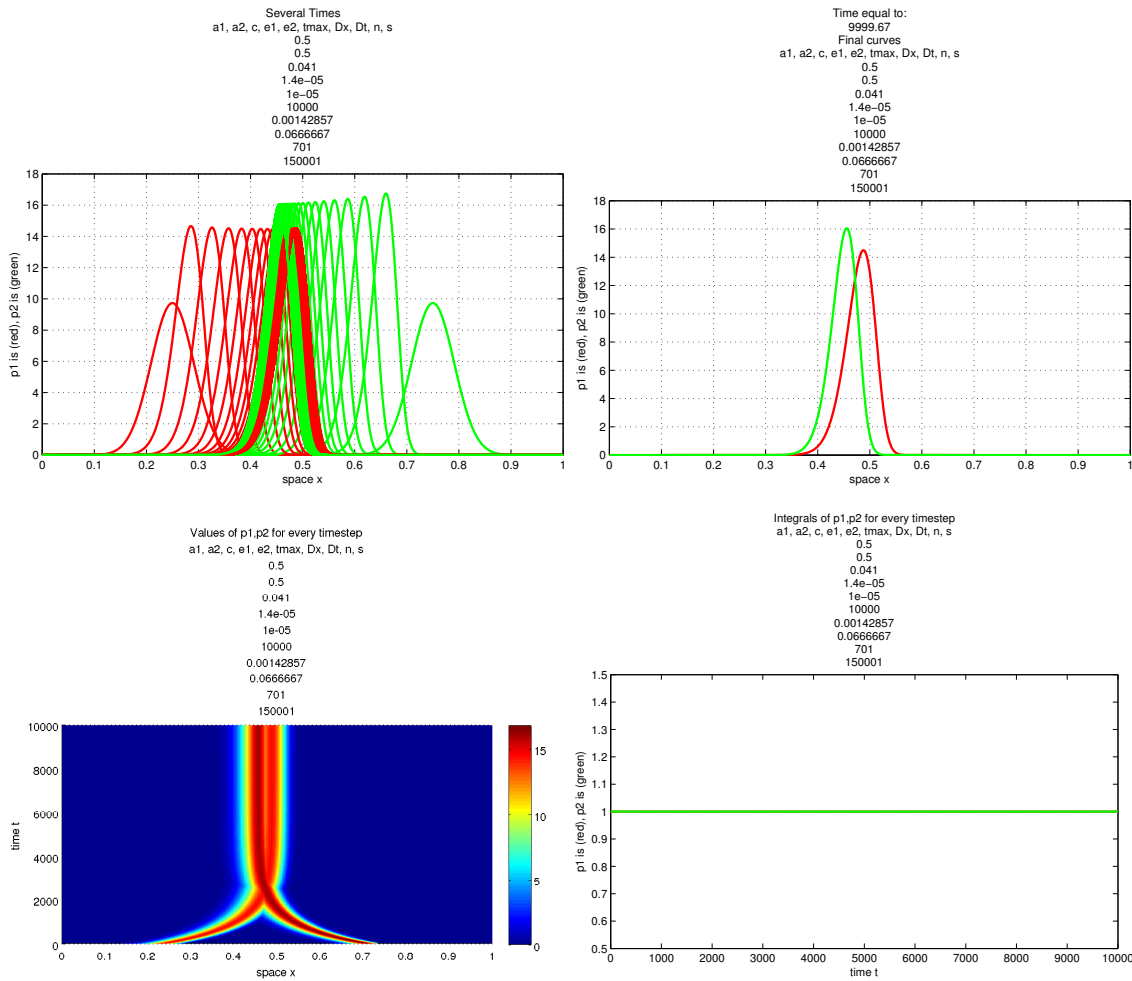 Several Times
a1, a2, c, e1, e2, tmax, Dx, Dt, n, s
0.5
0.5
0.041
1.4e−05
1e−05
10000
0.00142857
0.0666667
701
150001
18
16
14
12
10
8
6
4
2
0
p1 is (red), p2 is (green)
0 0.1 0.2 0.3 0.4 0.5 0.6 0.7 0.8 0.9 1
space x
Time equal to:
9999.67
Final curves
a1, a2, c, e1, e2, tmax, Dx, Dt, n, s
0.5
0.5
0.041
1.4e−05
1e−05
10000
0.00142857
0.0666667
701
150001
18
16
14
12
10
8
6
4
2
0
p1 is (red), p2 is (green)
0 0.1 0.2 0.3 0.4 0.5 0.6 0.7 0.8 0.9 1
space x
Values of p1,p2 for every timestep
a1, a2, c, e1, e2, tmax, Dx, Dt, n, s
0.5
0.5
0.041
1.4e-05
1e-05
10000
0.00142857
0.0666667
701
150001
10000
8000
6000
4000
2000
0
time t
0 0.1 0.2 0.3 0.4 0.5 0.6 0.7 0.8 0.9 1
space x
15
10
5
0
Integrals of p1,p2 for every timestep
a1, a2, c, e1, e2, tmax, Dx, Dt, n, s
0.5
0.5
0.041
1.4e−05
1e−05
10000
0.00142857
0.0666667
701
150001
1.5
1.4
1.3
1.2
1.1
1
0.9
0.8
0.7
0.6
0.5
p1 is (red), p2 is (green)
0 1000 2000 3000 4000 5000 6000 7000 8000 9000 10000
time t